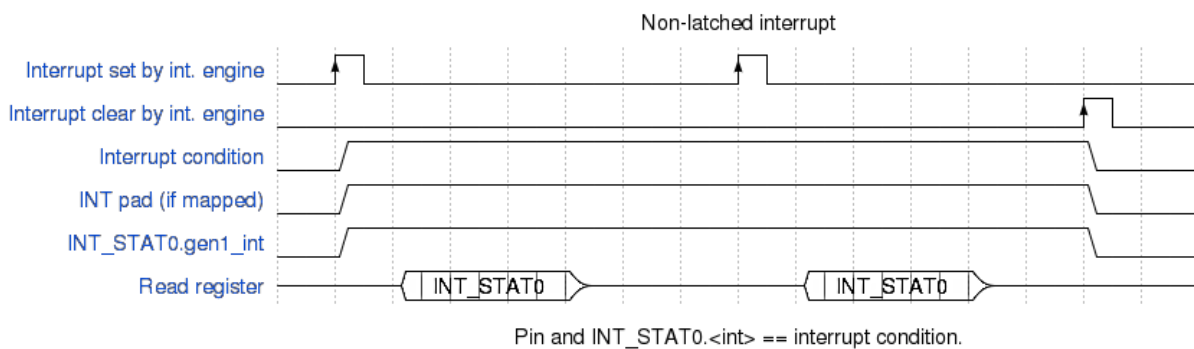 Non-latched interrupt
Interrupt set by int. engine
Interrupt clear by int. engine
Interrupt condition
INT pad (if mapped)
INT_STAT0.gen1_int
Read register INT_STAT0 INT_STAT0
Pin and INT_STAT0.<int> == interrupt condition.